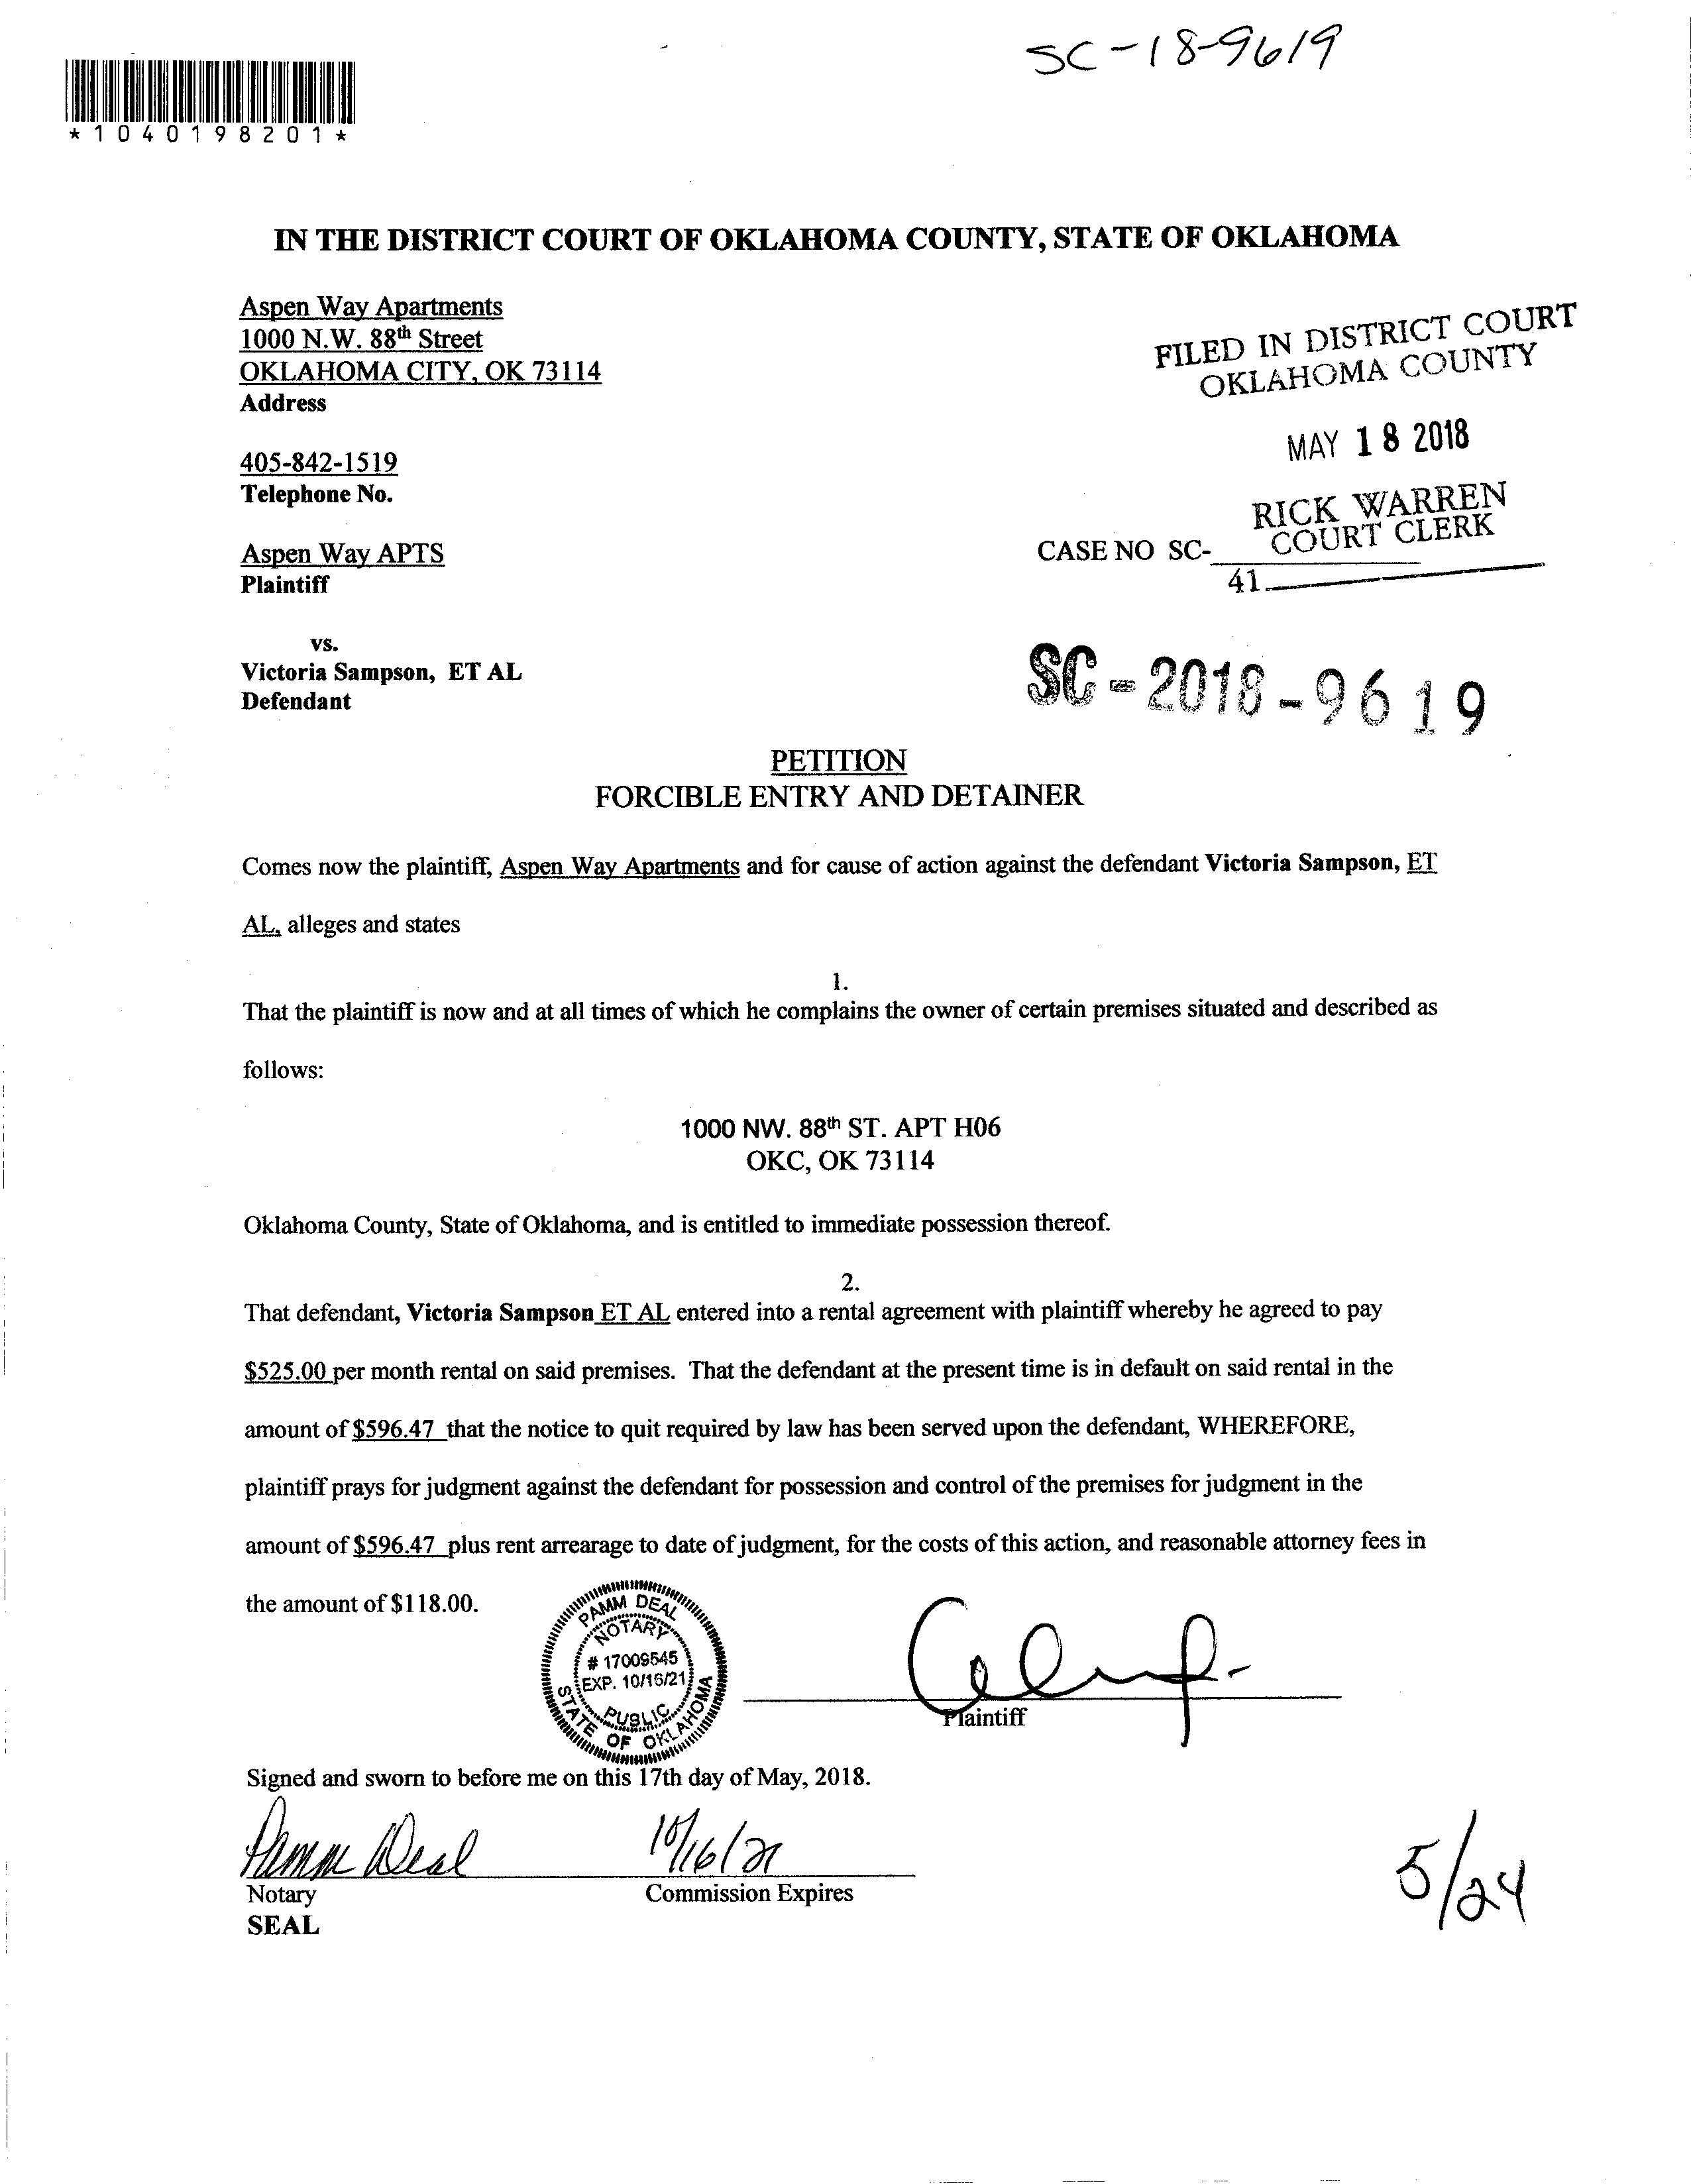 SC-18-9619
*1040198201*
IN THE DISTRICT COURT OF OKLAHOMA COUNTY, STATE OF OKLAHOMA
Aspen Way Apartments
1000 N.W. 88th Street
OKLAHOMA CITY, OK 73114
Address
FILED IN DISTRICT COURT
OKLAHOMA COUNTY
MAY 18 2018
405-842-1519
Telephone No.
RICK WARREN
COURT CLERK
Aspen Way APTS
Plaintiff
CASE NO SC-
41
vs.
Victoria Sampson, ET AL
Defendant
SC-2018-9619
PETITION
FORCIBLE ENTRY AND DETAINER
Comes now the plaintiff, Aspen Way Apartments and for cause of action against the defendant Victoria Sampson, ET
AL, alleges and states
1.
That the plaintiff is now and at all times of which he complains the owner of certain premises situated and described as
follows:
1000 NW. 88th ST. APT H06
OKC, OK 73114
Oklahoma County, State of Oklahoma, and is entitled to immediate possession thereof.
2.
That defendant, Victoria Sampson ET AL entered into a rental agreement with plaintiff whereby he agreed to pay
$525.00 per month rental on said premises. That the defendant at the present time is in default on said rental in the
amount of $596.47 that the notice to quit required by law has been served upon the defendant, WHEREFORE,
plaintiff prays for judgment against the defendant for possession and control of the premises for judgment in the
amount of $596.47 plus rent arrearage to date of judgment, for the costs of this action, and reasonable attorney fees in
the amount of $118.00.
PAMM DEAL
NOTARY
# 17009545
EXP. 10/16/21
PUBLIC
STATE OF OKLAHOMA
Plaintiff
Signed and sworn to before me on this 17th day of May, 2018.
Pamm Deal
10/16/21
Notary
Commission Expires
SEAL
5/24